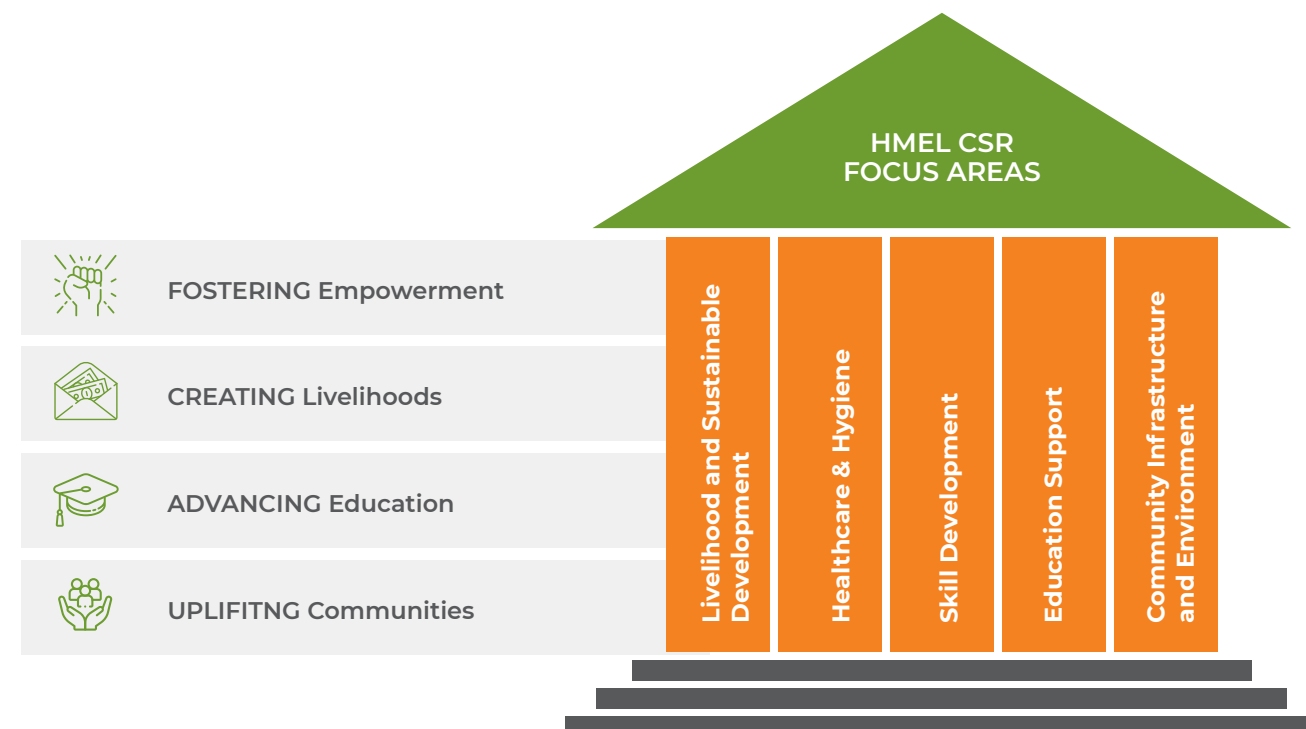 HMEL CSR
FOCUS AREAS
FOSTERING Empowerment
CREATING Livelihoods
ADVANCING Education
UPLIFITNG Communities
Livelihood and Sustainable
Development
Healthcare & Hygiene
Skill Development
Education Support
Community Infrastructure
and Environment